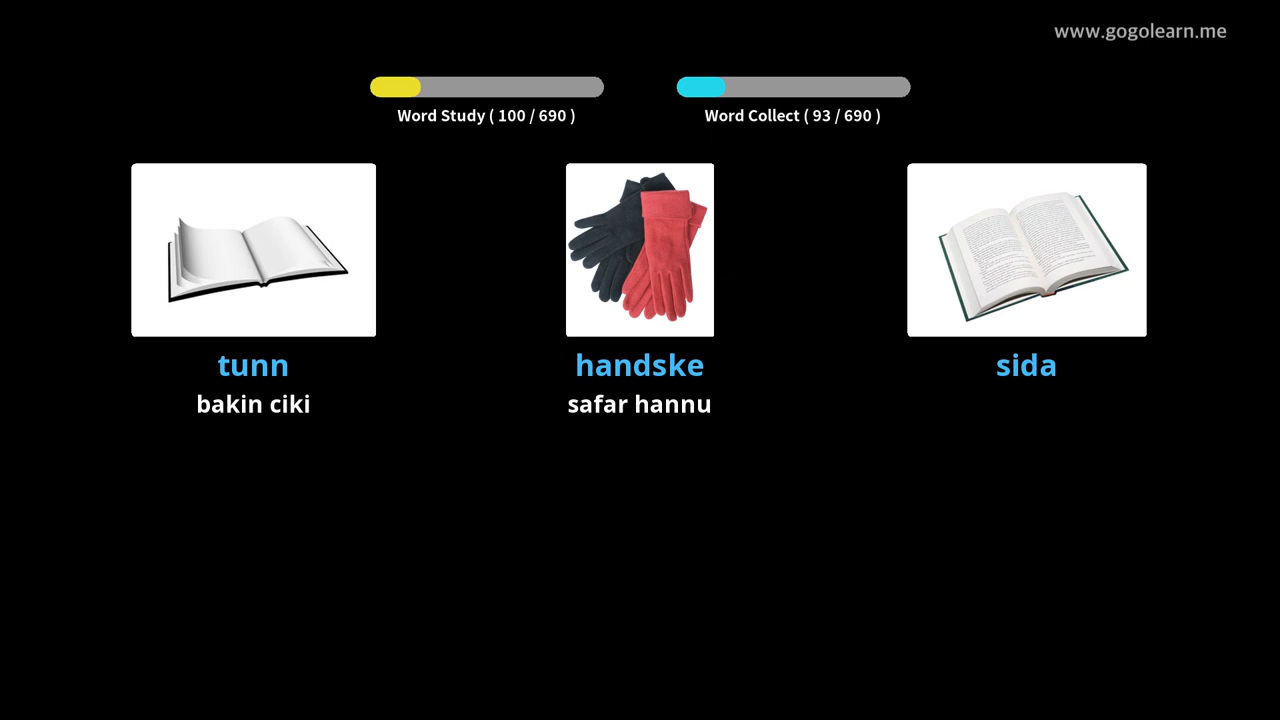 www.gogolearn.me
Word Study ( 100 / 690 )
Word Collect ( 93 / 690 )
tunn
handske
sida
bakin ciki
safar hannu